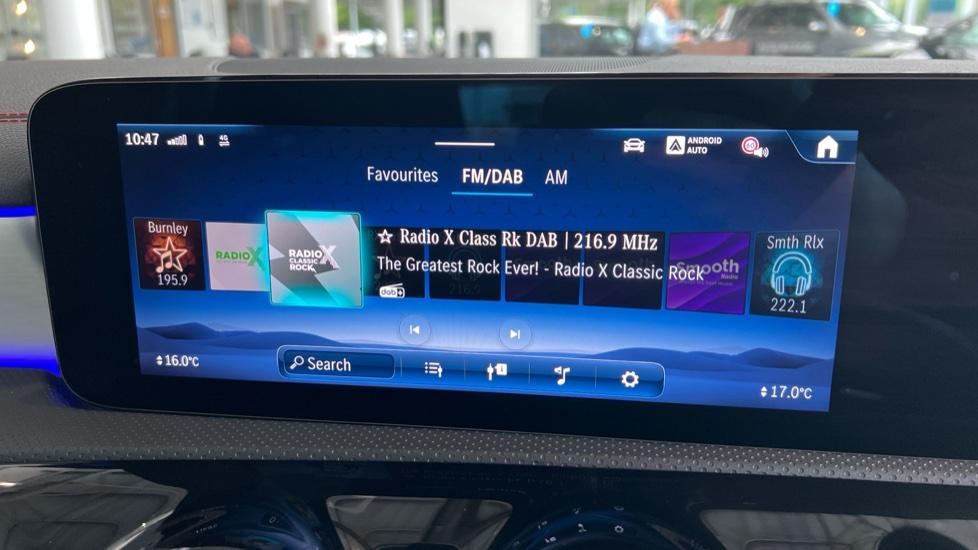 10:47 4G ANDROID AUTO 40
Favourites FM/DAB AM
Burnley
195.9
RADIO X
RADIO X
CLASSIC
ROCK
☆ Radio X Class Rk DAB | 216.9 MHz
The Greatest Rock Ever! - Radio X Classic Rock
dab+
Smooth
Radio
Smth Rlx
222.1
16.0°C
Search
17.0°C